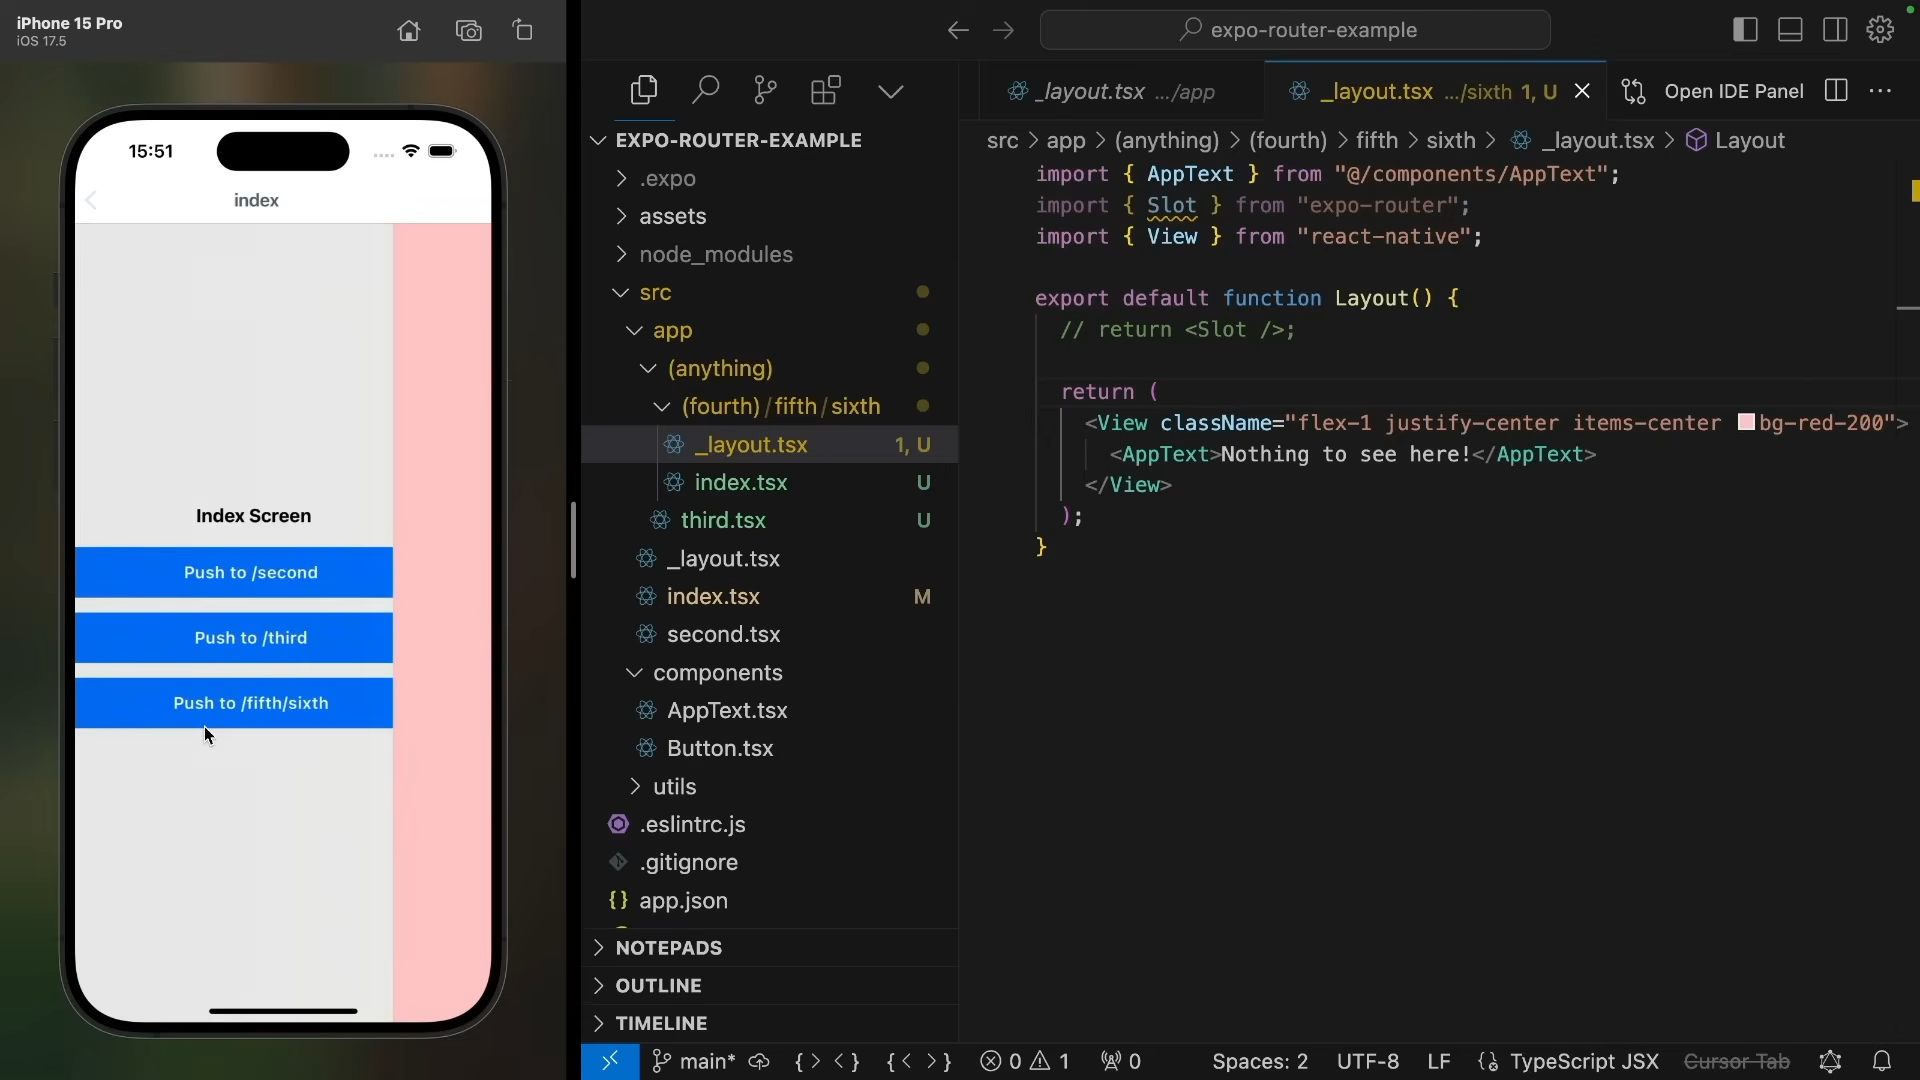 iPhone 15 Pro
iOS 17.5
15:51
index
Index Screen
Push to /second
Push to /third
Push to /fifth/sixth
expo-router-example
EXPO-ROUTER-EXAMPLE
.expo
assets
node_modules
src
app
(anything)
(fourth) / fifth / sixth
_layout.tsx 1, U
index.tsx U
third.tsx U
_layout.tsx
index.tsx M
second.tsx
components
AppText.tsx
Button.tsx
utils
.eslintrc.js
.gitignore
app.json
NOTEPADS
OUTLINE
TIMELINE
_layout.tsx .../app
_layout.tsx .../sixth 1, U
Open IDE Panel
src > app > (anything) > (fourth) > fifth > sixth > _layout.tsx > Layout
import { AppText } from "@/components/AppText";
import { Slot } from "expo-router";
import { View } from "react-native";
export default function Layout() {
// return <Slot />;
return (
<View className="flex-1 justify-center items-center bg-red-200">
<AppText>Nothing to see here!</AppText>
</View>
);
}
main* 0 1 0 Spaces: 2 UTF-8 LF TypeScript JSX Cursor Tab